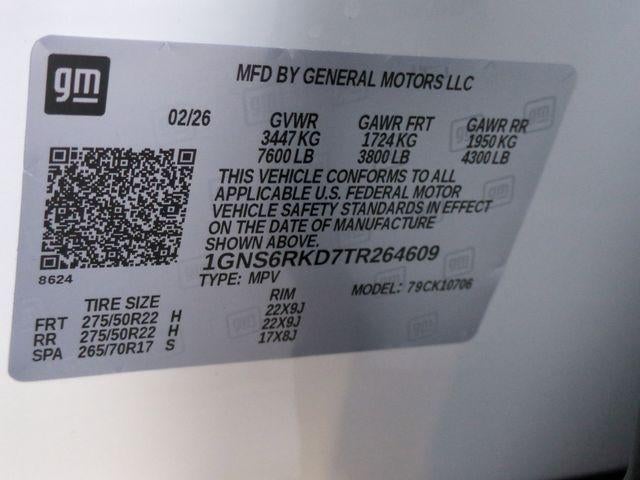 gm
MFD BY GENERAL MOTORS LLC
02/26 GVWR GAWR FRT GAWR RR
3447 KG 1724 KG 1950 KG
7600 LB 3800 LB 4300 LB
THIS VEHICLE CONFORMS TO ALL
APPLICABLE U.S. FEDERAL MOTOR
VEHICLE SAFETY STANDARDS IN EFFECT
ON THE DATE OF MANUFACTURE
SHOWN ABOVE.
1GNS6RKD7TR264609
8624
TYPE: MPV MODEL: 79CK10706
TIRE SIZE RIM
FRT 275/50R22 H 22X9J
RR 275/50R22 H 22X9J
SPA 265/70R17 S 17X8J